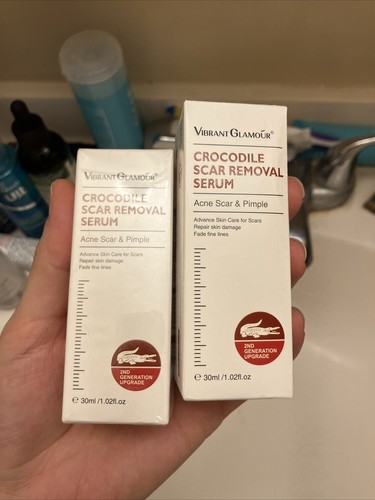 VIBRANT GLAMOUR®
CROCODILE
SCAR REMOVAL
SERUM
Acne Scar & Pimple
Advance Skin Care for Scars
Repair skin damage
Fade fine lines
2ND
GENERATION
UPGRADE
℮ 30ml /1.02fl.oz
VIBRANT GLAMOUR®
CROCODILE
SCAR REMOVAL
SERUM
Acne Scar & Pimple
Advance Skin Care for Scars
Repair skin damage
Fade fine lines
2ND
GENERATION
UPGRADE
℮ 30ml /1.02fl.oz